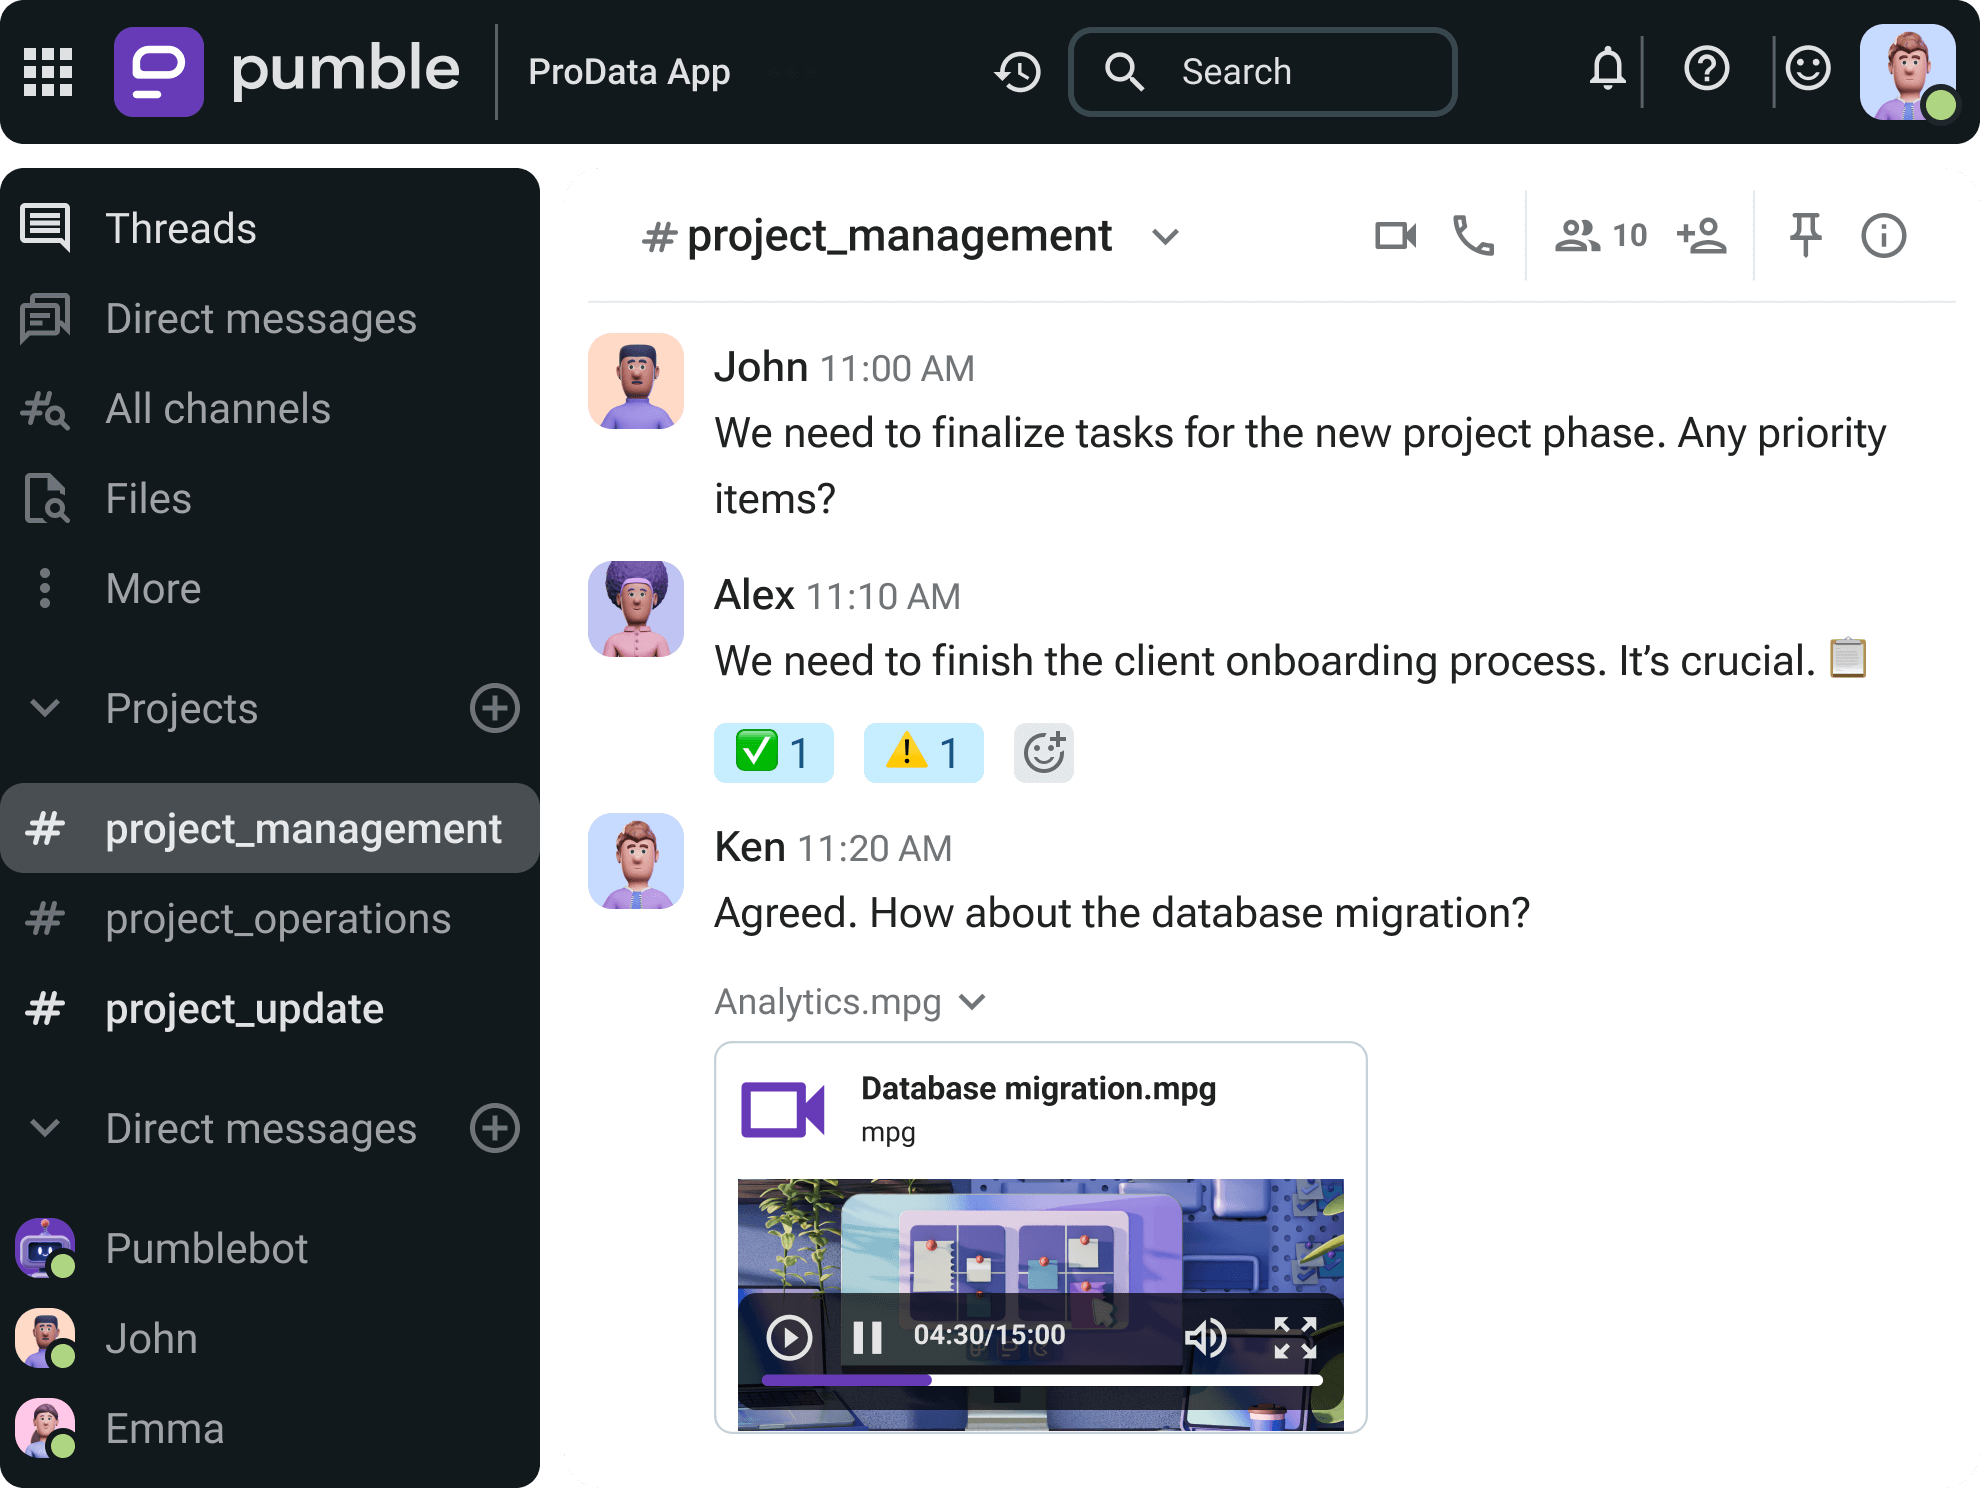 pumble
ProData App
Search
Threads
Direct messages
All channels
Files
More
Projects
project_management
project_operations
project_update
Direct messages
Pumblebot
John
Emma
# project_management
10
John 11:00 AM
We need to finalize tasks for the new project phase. Any priority
items?
Alex 11:10 AM
We need to finish the client onboarding process. It’s crucial. 📋
✅ 1 ⚠️ 1
Ken 11:20 AM
Agreed. How about the database migration?
Analytics.mpg
Database migration.mpg
mpg
04:30/15:00